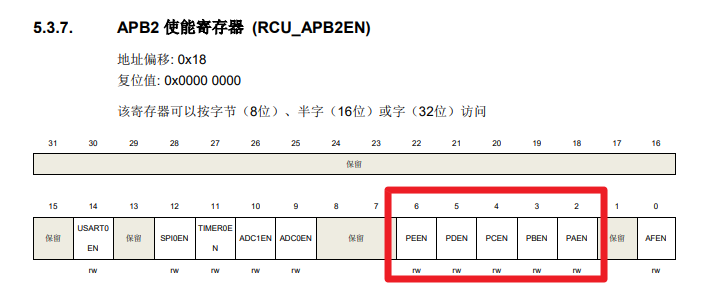 5.3.7. APB2 使能寄存器 (RCU_APB2EN)
地址偏移: 0x18
复位值: 0x0000 0000
该寄存器可以按字节（8位）、半字（16位）或字（32位）访问
31 30 29 28 27 26 25 24 23 22 21 20 19 18 17 16
保留
15 14 13 12 11 10 9 8 7 6 5 4 3 2 1 0
保留 USART0EN 保留 SPI0EN TIMER0EN ADC1EN ADC0EN 保留 PEEN PDEN PCEN PBEN PAEN 保留 AFEN
rw rw rw rw rw rw rw rw rw rw rw